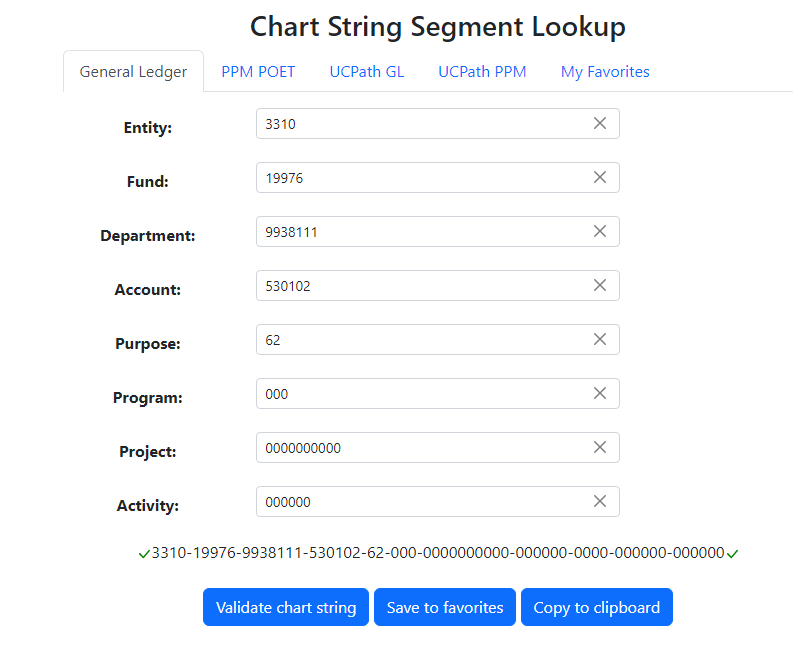 Chart String Segment Lookup
General Ledger PPM POET UCPath GL UCPath PPM My Favorites
Entity: 3310
Fund: 19976
Department: 9938111
Account: 530102
Purpose: 62
Program: 000
Project: 0000000000
Activity: 000000
3310-19976-9938111-530102-62-000-0000000000-000000-0000-000000-000000
Validate chart string Save to favorites Copy to clipboard